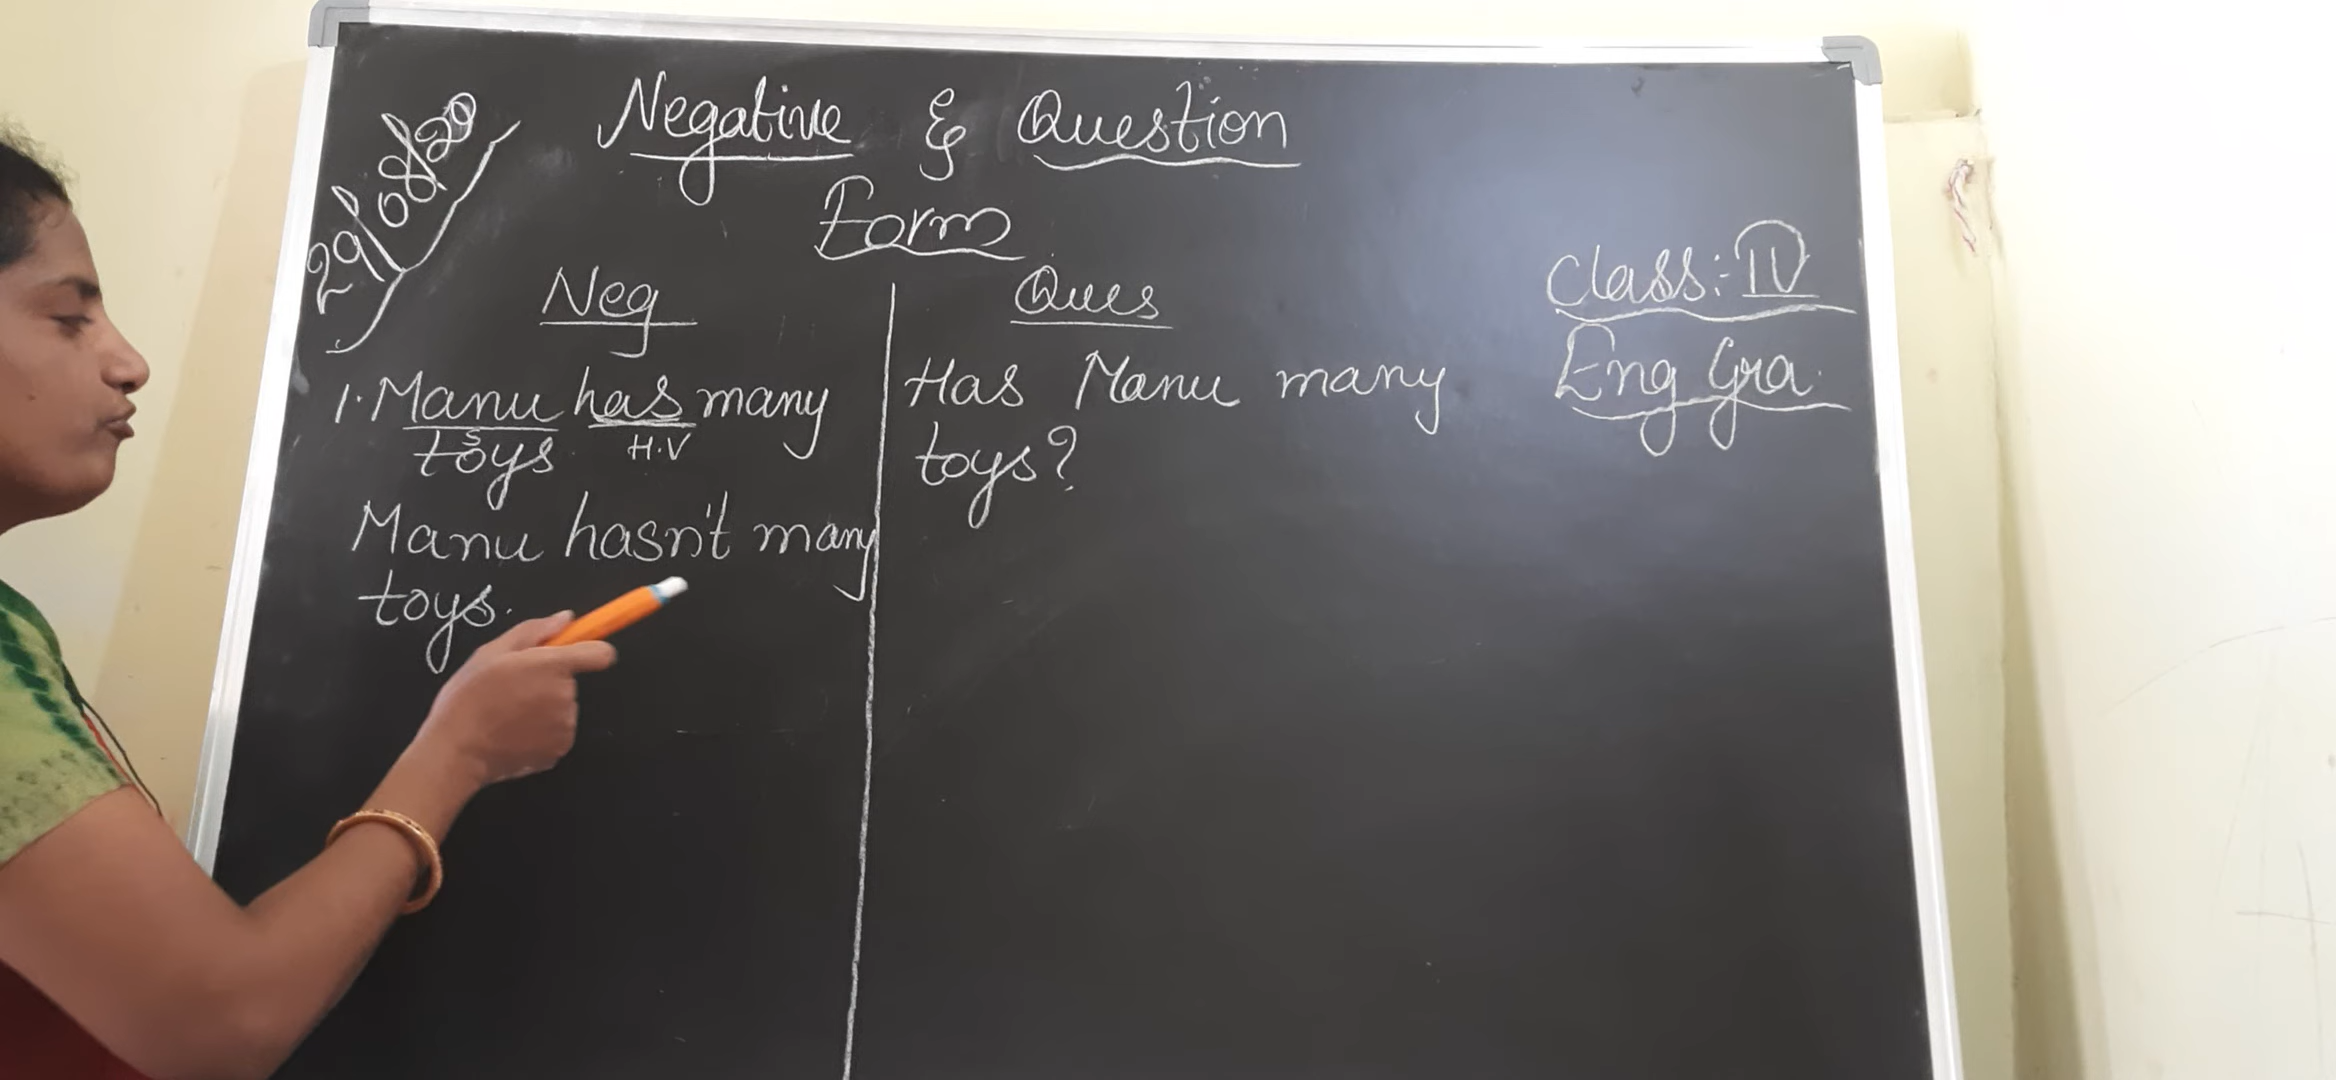 29/08/20
Negative & Question
Form
Neg
1. Manu has many
S H.V
toys
Manu hasn't many
toys.
Ques
Has Manu many
toys?
Class:- IV
Eng Gra.